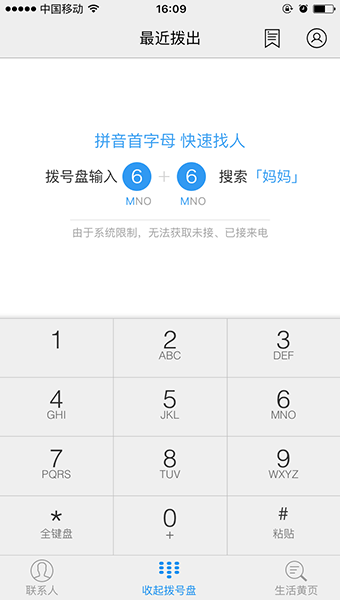 中国移动 16:09
最近拨出
拼音首字母 快速找人
拨号盘输入 6 + 6 搜索「妈妈」
MNO MNO
由于系统限制，无法获取未接、已接来电
1 2 3
ABC DEF
4 5 6
GHI JKL MNO
7 8 9
PQRS TUV WXYZ
* 0 #
全键盘 + 粘贴
联系人 收起拨号盘 生活黄页